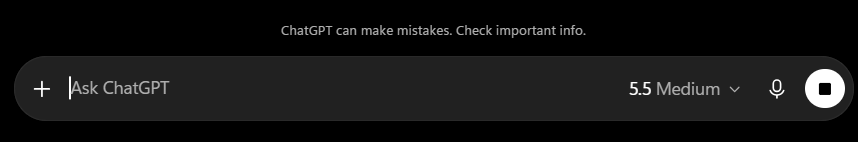 ChatGPT can make mistakes. Check important info.
Ask ChatGPT 5.5 Medium